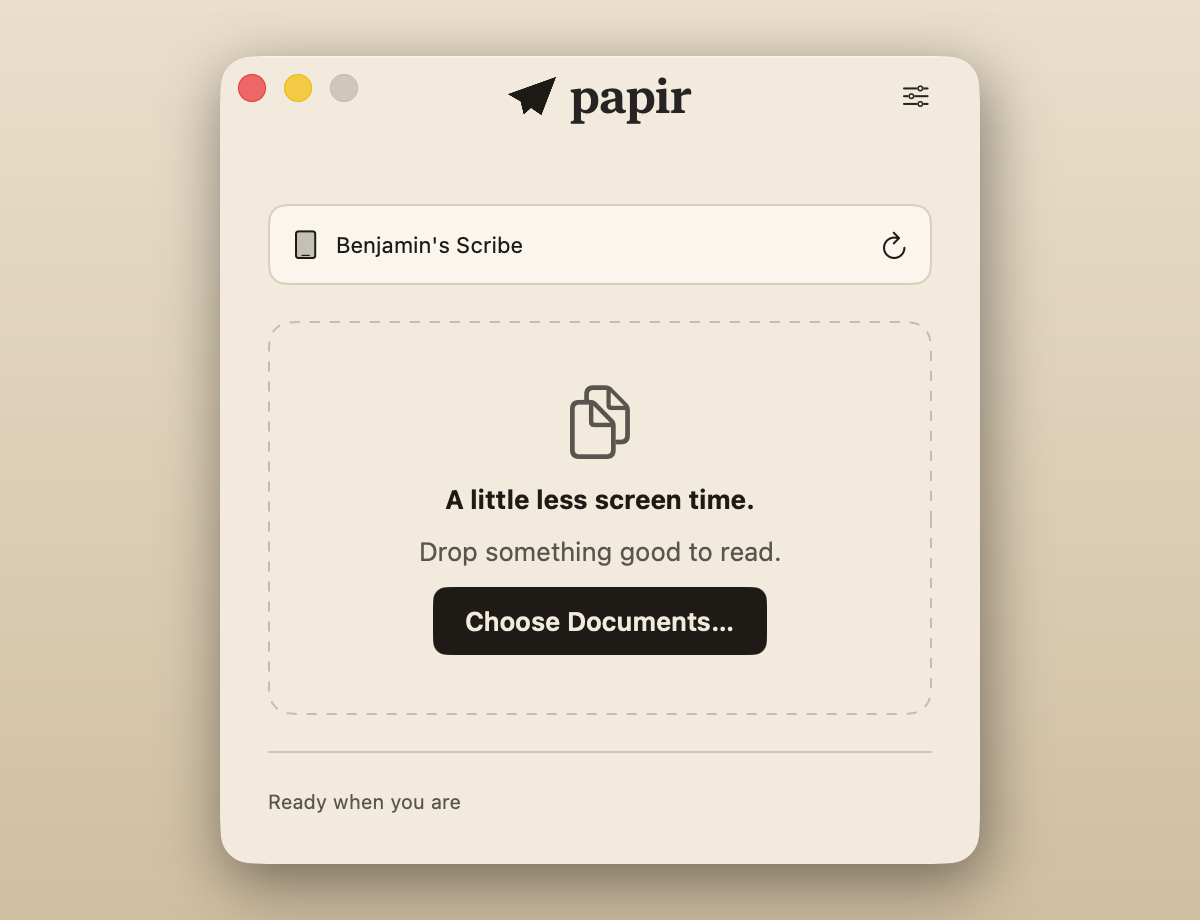 papir
Benjamin's Scribe
A little less screen time.
Drop something good to read.
Choose Documents...
Ready when you are